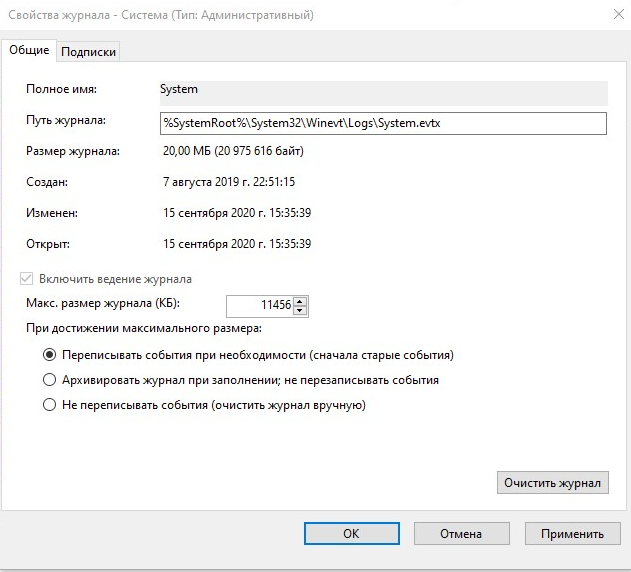 Свойства журнала - Система (Тип: Административный)
Общие
Подписки
Полное имя:
System
Путь журнала:
%SystemRoot%\System32\Winevt\Logs\System.evtx
Размер журнала:
20,00 МБ (20 975 616 байт)
Создан:
7 августа 2019 г. 22:51:15
Изменен:
15 сентября 2020 г. 15:35:39
Открыт:
15 сентября 2020 г. 15:35:39
Включить ведение журнала
Макс. размер журнала (КБ):
11456
При достижении максимального размера:
Переписывать события при необходимости (сначала старые события)
Архивировать журнал при заполнении; не перезаписывать события
Не переписывать события (очистить журнал вручную)
Очистить журнал
OK
Отмена
Применить